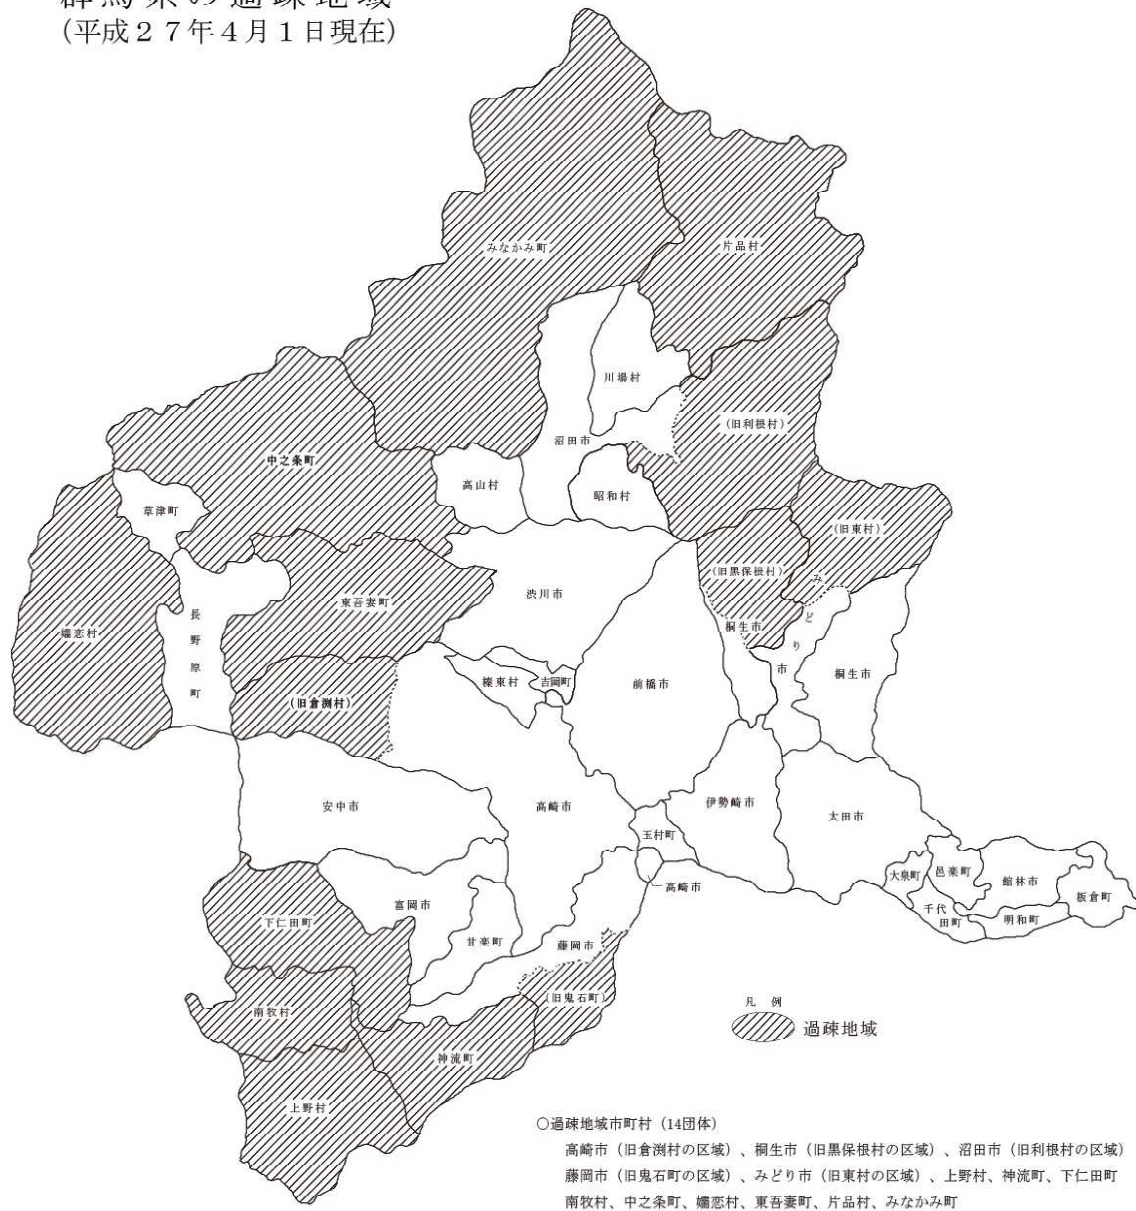 群馬県の過疎地域
(平成２７年４月１日現在)
みなかみ町
片品村
川場村
(旧利根村)
沼田市
中之条町
高山村
昭和村
草津町
(旧東村)
(旧黒保根村)
渋川市
東吾妻町
みどり市
長野原町
嬬恋村
桐生市
榛東村
吉岡町
前橋市
桐生市
(旧倉渕村)
安中市
高崎市
伊勢崎市
太田市
玉村町
高崎市
大泉町
邑楽町
館林市
板倉町
千代田町
明和町
富岡市
下仁田町
甘楽町
藤岡市
(旧鬼石町)
南牧村
神流町
上野村
凡 例
過疎地域
○過疎地域市町村（14団体）
高崎市（旧倉渕村の区域）、桐生市（旧黒保根村の区域）、沼田市（旧利根村の区域）
藤岡市（旧鬼石町の区域）、みどり市（旧東村の区域）、上野村、神流町、下仁田町
南牧村、中之条町、嬬恋村、東吾妻町、片品村、みなかみ町